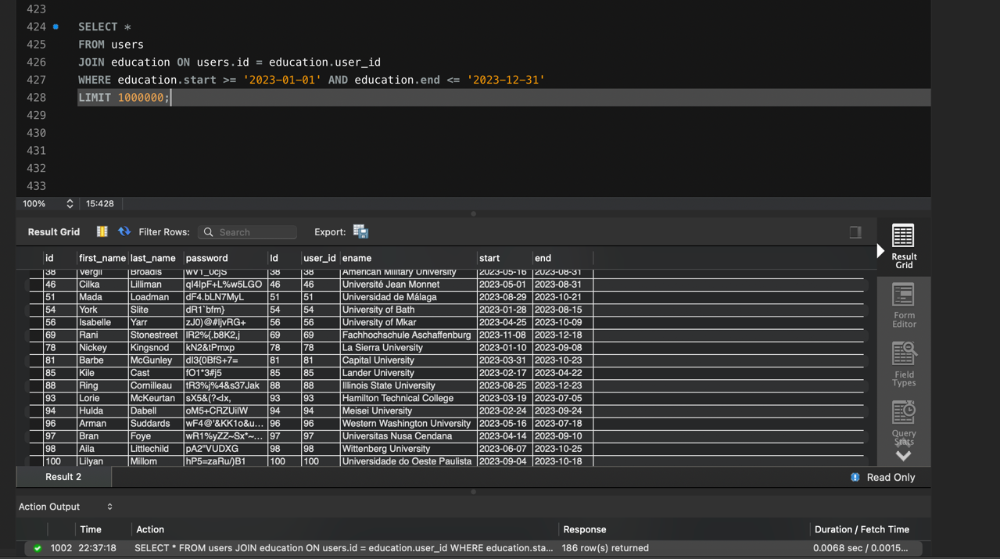 423
424 SELECT *
425 FROM users
426 JOIN education ON users.id = education.user_id
427 WHERE education.start >= '2023-01-01' AND education.end <= '2023-12-31'
428 LIMIT 1000000;
429
430
431
432
433
100% 15:428
Result Grid Filter Rows: Search Export:
id first_name last_name password Id user_id ename start end
38 Vergil Broadis wV1_0cjS 38 38 American Military University 2023-05-16 2023-08-31
46 Cilka Lilliman ql4lpF+L%w5LGO 46 46 Université Jean Monnet 2023-05-01 2023-08-31
51 Mada Loadman dF4.bLN7MyL 51 51 Universidad de Málaga 2023-08-29 2023-10-21
54 York Slite dR1`bfm} 54 54 University of Bath 2023-01-28 2023-08-15
56 Isabelle Yarr zJ0)@#ljvRG+ 56 56 University of Mkar 2023-04-25 2023-10-09
69 Rani Stonestreet lR2%{.b8K2,j 69 69 Fachhochschule Aschaffenburg 2023-11-08 2023-12-18
78 Nickey Kingsnod kN2&tPmxp 78 78 La Sierra University 2023-01-10 2023-09-08
81 Barbe McGunley dI3{0BfS+7= 81 81 Capital University 2023-03-31 2023-10-23
85 Kile Cast fO1*3#j5 85 85 Lander University 2023-02-17 2023-04-22
88 Ring Cornilleau tR3%j%4&s37Jak 88 88 Illinois State University 2023-08-25 2023-12-23
93 Lorie McKeurtan sX5&(?<Ix, 93 93 Hamilton Technical College 2023-03-19 2023-07-05
94 Hulda Dabell oM5+CRZUilW 94 94 Meisei University 2023-02-24 2023-09-24
96 Arman Suddards wF4@'&KK1o&u... 96 96 Western Washington University 2023-05-16 2023-07-18
97 Bran Foye wR1%yZZ~Sx*~... 97 97 Universitas Nusa Cendana 2023-04-14 2023-09-10
98 Aila Littlechild pA2"VUDXG 98 98 Wittenberg University 2023-06-07 2023-10-25
100 Lilyan Millom hP5=zaRu/)B1 100 100 Universidade do Oeste Paulista 2023-09-04 2023-10-18
Result
Grid
Form
Editor
Field
Types
Query
Stats
Result 2 Read Only
Action Output
Time Action Response Duration / Fetch Time
1002 22:37:18 SELECT * FROM users JOIN education ON users.id = education.user_id WHERE education.sta... 186 row(s) returned 0.0068 sec / 0.0015...